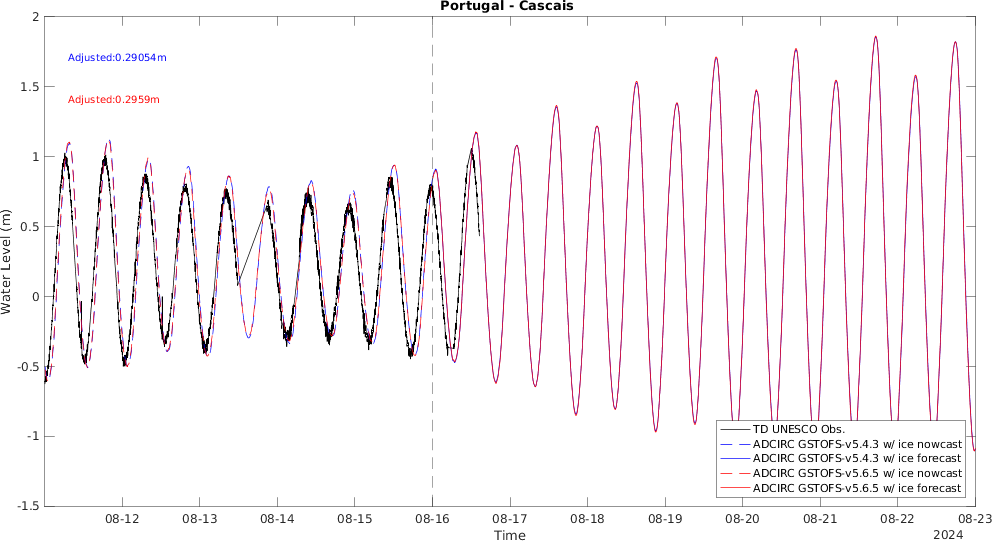 Portugal - Cascais
2
1.5
1
0.5
0
-0.5
-1
-1.5
Water Level (m)
Adjusted:0.29054m
Adjusted:0.2959m
TD UNESCO Obs.
ADCIRC GSTOFS-v5.4.3 w/ ice nowcast
ADCIRC GSTOFS-v5.4.3 w/ ice forecast
ADCIRC GSTOFS-v5.6.5 w/ ice nowcast
ADCIRC GSTOFS-v5.6.5 w/ ice forecast
08-12 08-13 08-14 08-15 08-16 08-17 08-18 08-19 08-20 08-21 08-22 08-23
Time
2024